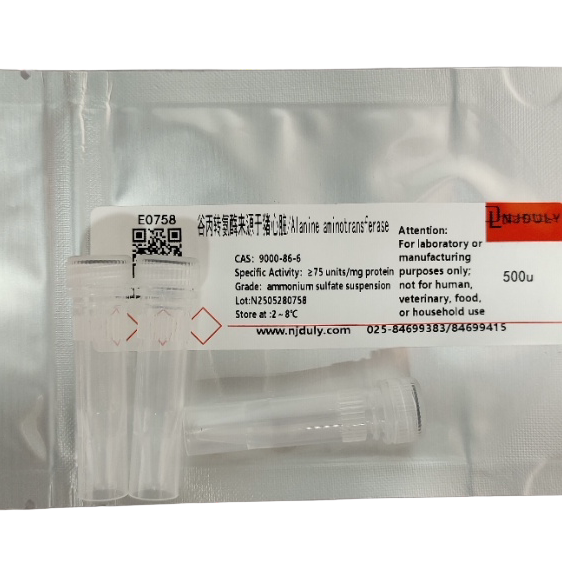 E0758
谷丙转氨酶来源于猪心脏/Alanine aminotransferase
CAS: 9000-86-6
Specific Activity: ≥75 units/mg protein
Grade: ammonium sulfate suspension
Lot:N2505280758
Store at :2~8℃
Attention:
For laboratory or
manufacturing
purposes only;
not for human,
veterinary, food,
or household use
NJDULY
500u
www.njduly.com 025-84699383/84699415